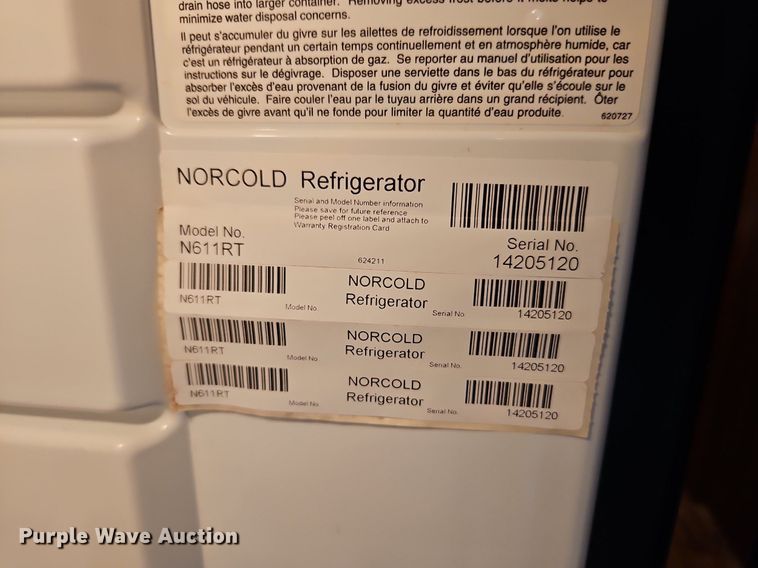 drain hose into larger container. Removing excess frost before it melts helps to
minimize water disposal concerns.
Il peut s'accumuler du givre sur les ailettes de refroidissement lorsque l'on utilise le
réfrigérateur pendant un certain temps continuellement et en atmosphère humide, car
c'est un réfrigérateur à absorption de gaz. Se reporter au manuel d'utilisation pour les
instructions sur le dégivrage. Disposer une serviette dans le bas du réfrigérateur pour
absorber l'excès d'eau provenant de la fusion du givre et éviter qu'elle s'écoule sur le
sol du véhicule. Faire couler l'eau par le tuyau arrière dans un grand récipient. Ôter
l'excès de givre avant qu'il ne fonde pour limiter la quantité d'eau produite.
620727
NORCOLD Refrigerator
Serial and Model Number information
Please save for future reference
Please peel off one label and attach to
Warranty Registration Card
Model No.
N611RT
624211
Serial No.
14205120
N611RT
Model No.
NORCOLD
Refrigerator
Serial No.
14205120
N611RT
Model No.
NORCOLD
Refrigerator
Serial No.
14205120
N611RT
Model No.
NORCOLD
Refrigerator
Serial No.
14205120
Purple Wave Auction